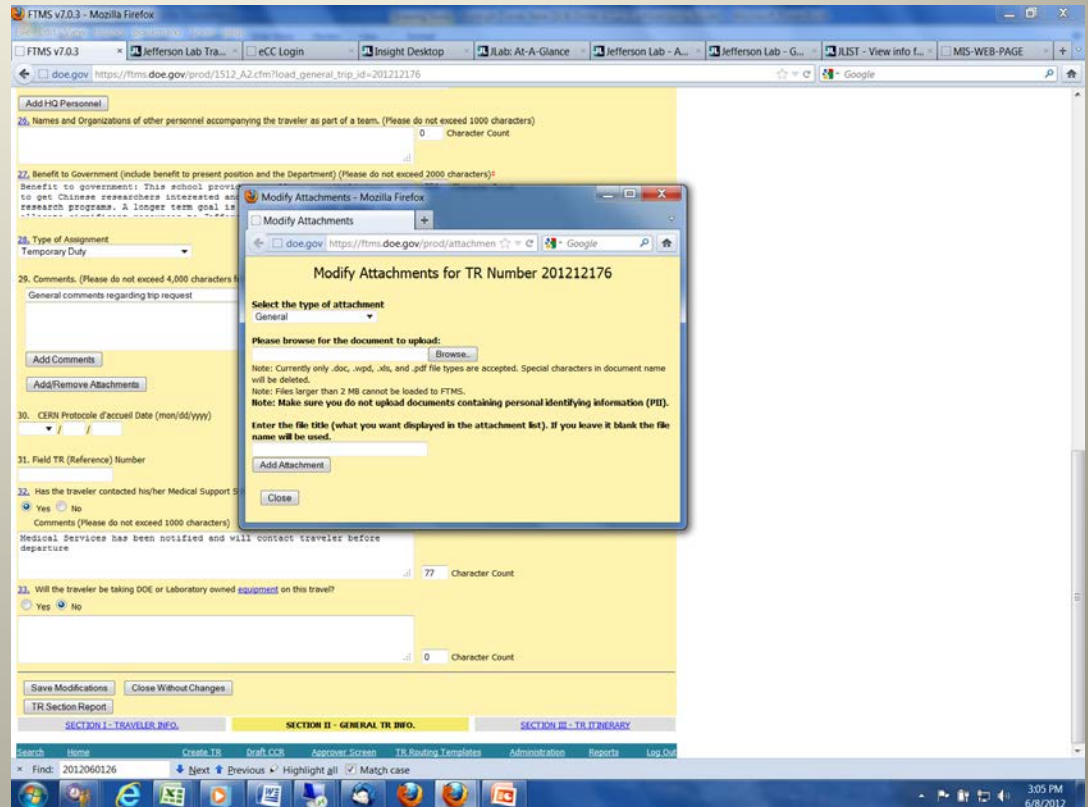 FTMS v7.0.3 - Mozilla Firefox
FTMS v7.0.3
Jefferson Lab Tra...
eCC Login
Insight Desktop
JLab: At-A-Glance
Jefferson Lab - A...
Jefferson Lab - G...
JLIST - View info f...
MIS-WEB-PAGE
doe.gov https://ftms.doe.gov/prod/1512_A2.cfm?load_general_trip_id=201212176
Google
Add HQ Personnel
26. Names and Organizations of other personnel accompanying the traveler as part of a team. (Please do not exceed 1000 characters)
0 Character Count
27. Benefit to Government (include benefit to present position and the Department) (Please do not exceed 2000 characters)*
Benefit to government: This school provid
to get Chinese researchers interested an
research programs. A longer term goal is
28. Type of Assignment
Temporary Duty
29. Comments. (Please do not exceed 4,000 characters f
General comments regarding trip request
Add Comments
Add/Remove Attachments
30. CERN Protocole d'accueil Date (mon/dd/yyyy)
/ /
31. Field TR (Reference) Number
32. Has the traveler contacted his/her Medical Support S
Yes No
Comments (Please do not exceed 1000 characters)
Medical Services has been notified and will contact traveler before
departure
77 Character Count
33. Will the traveler be taking DOE or Laboratory owned equipment on this travel?
Yes No
0 Character Count
Save Modifications Close Without Changes
TR Section Report
SECTION I - TRAVELER INFO. SECTION II - GENERAL TR INFO. SECTION III - TR ITINERARY
Search Home Create TR Draft CCR Approver Screen TR Routing Templates Administration Reports Log Out
× Find: 2012060126 Next Previous Highlight all Match case
3:05 PM
6/8/2012
Modify Attachments - Mozilla Firefox
Modify Attachments
doe.gov https://ftms.doe.gov/prod/attachmen
Google
Modify Attachments for TR Number 201212176
Select the type of attachment
General
Please browse for the document to upload:
Browse..
Note: Currently only .doc, .wpd, .xls, and .pdf file types are accepted. Special characters in document name
will be deleted.
Note: Files larger than 2 MB cannot be loaded to FTMS.
Note: Make sure you do not upload documents containing personal identifying information (PII).
Enter the file title (what you want displayed in the attachment list). If you leave it blank the file
name will be used.
Add Attachment
Close